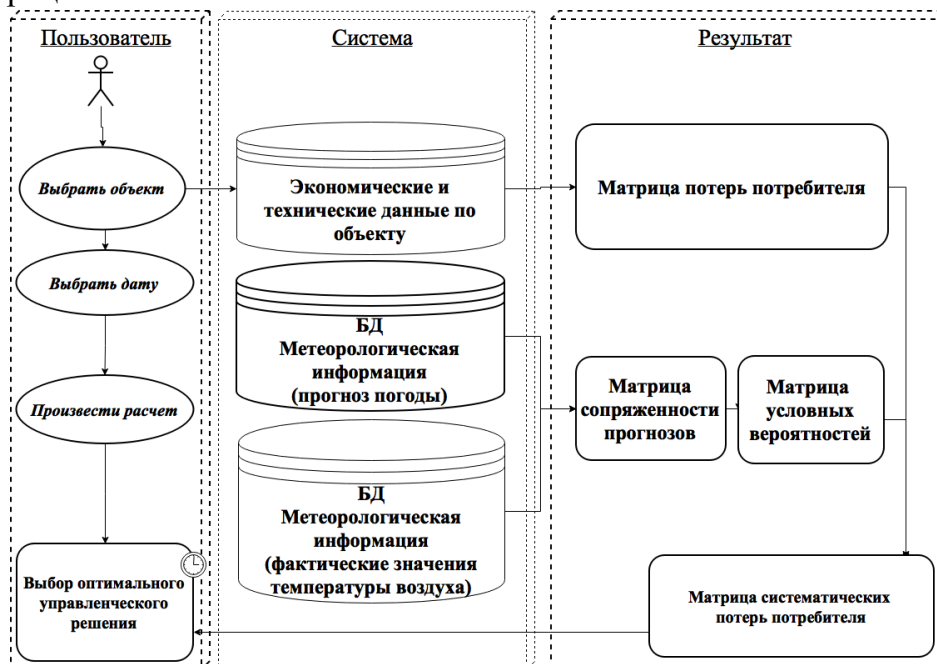 Пользователь
Система
Результат
Выбрать объект
Экономические и
технические данные по
объекту
Матрица потерь потребителя
Выбрать дату
БД
Метеорологическая
информация
(прогноз погоды)
Произвести расчет
Матрица
сопряженности
прогнозов
Матрица
условных
вероятностей
БД
Метеорологическая
информация
(фактические значения
температуры воздуха)
Выбор оптимального
управленческого
решения
Матрица систематических
потерь потребителя